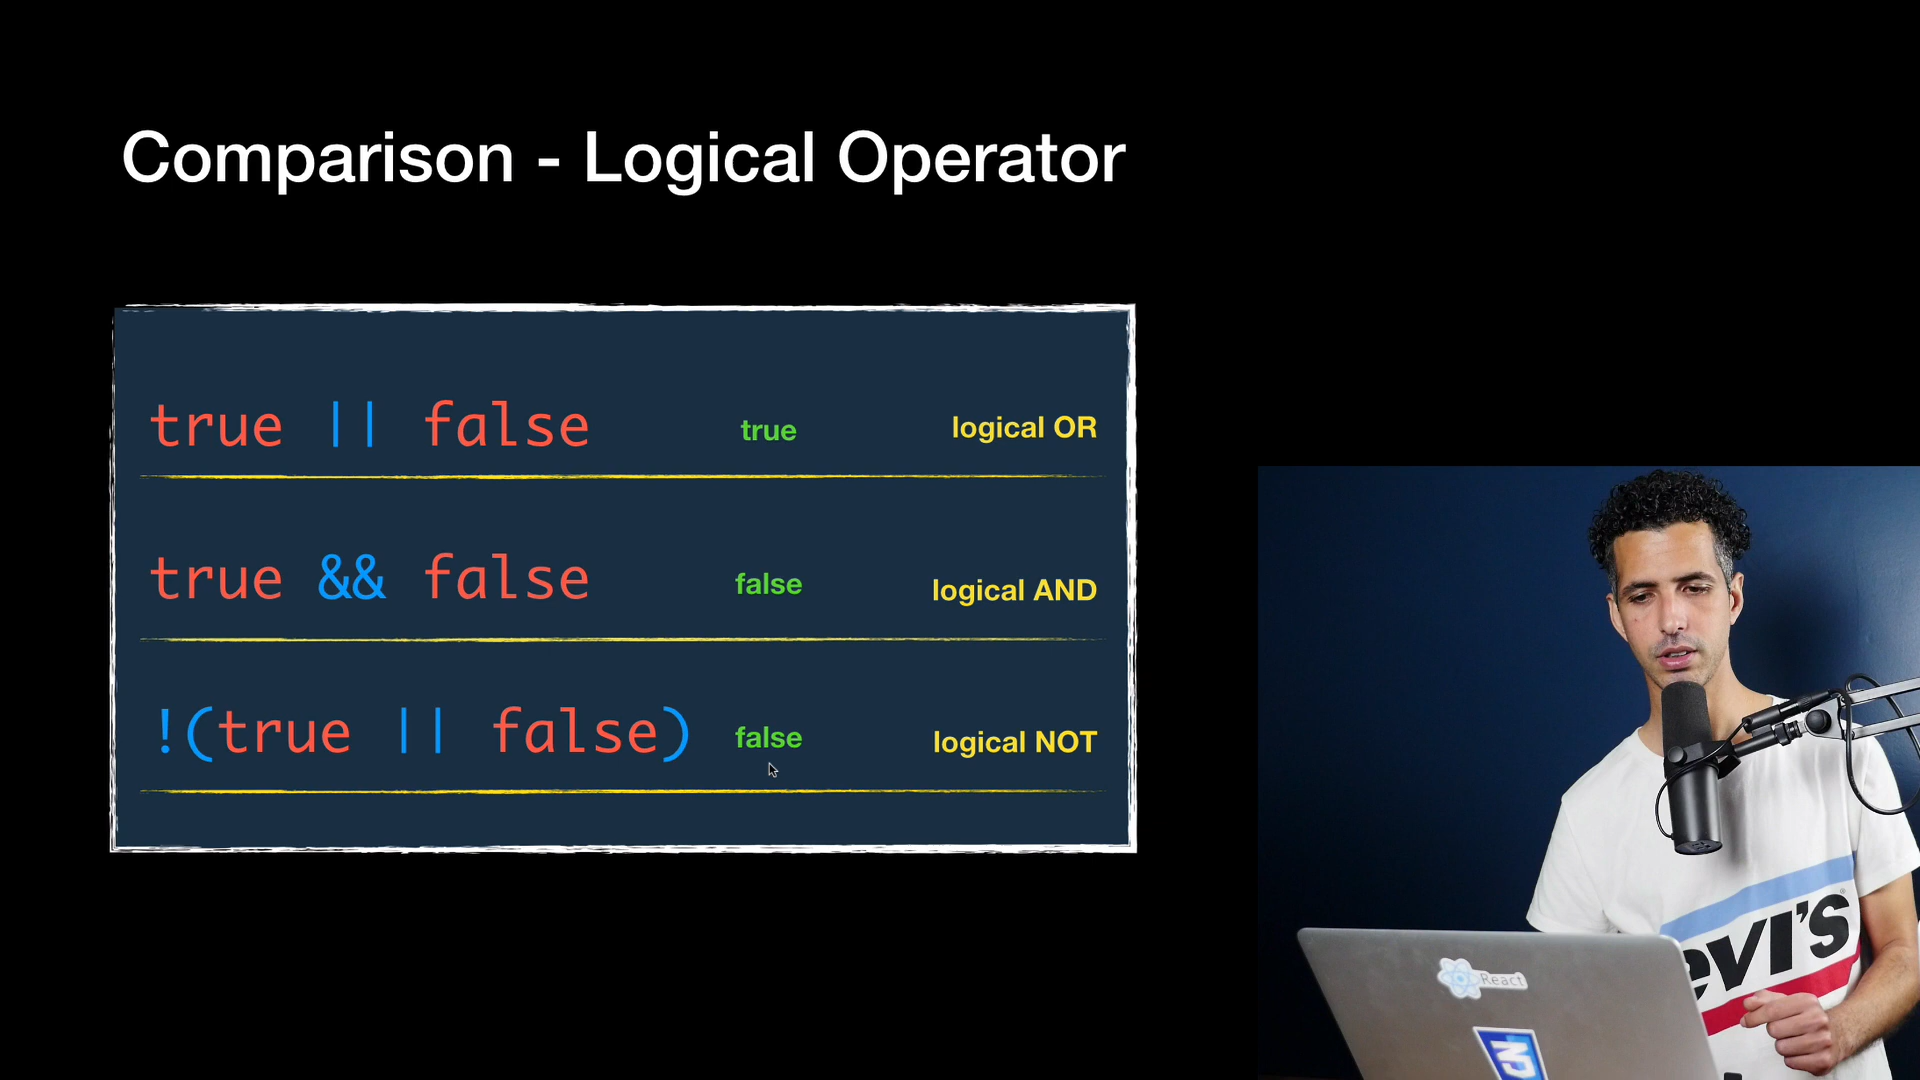 Comparison - Logical Operator
true || false true logical OR
true && false false logical AND
!(true || false) false logical NOT
React
evi's